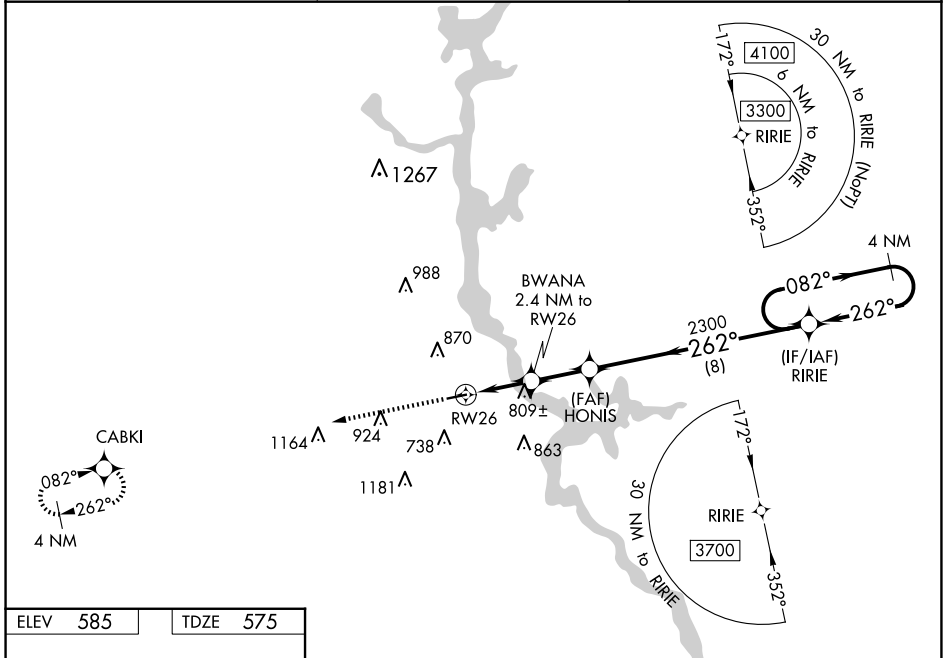 172°
4100
30 NM to RIRIE (NoPT)
6 NM to RIRIE
3300
RIRIE
352°
1267
4 NM
988
BWANA
2.4 NM to
RW26
082°
262°
2300
262°
(8)
(IF/IAF)
RIRIE
870
(FAF)
HONIS
RW26
809±
924
1164
738
863
1181
CABKI
082°
262°
4 NM
172°
30 NM to RIRIE
RIRIE
3700
352°
ELEV 585
TDZE 575